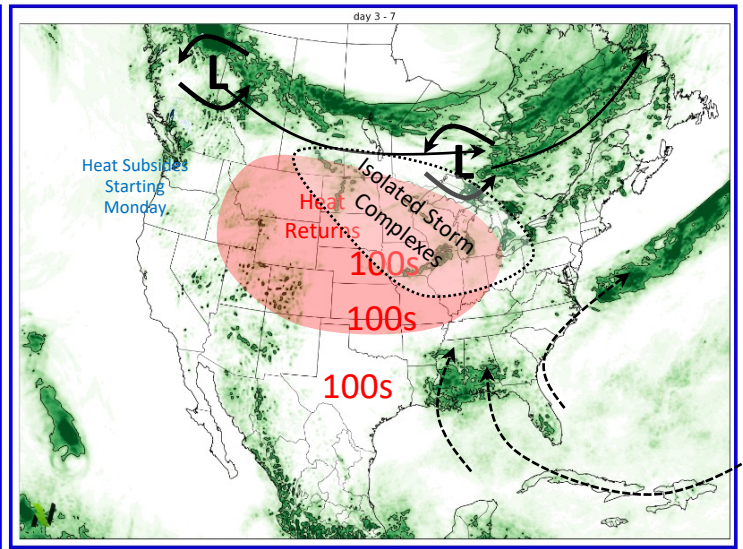 day 3 - 7
L
L
Heat Subsides
Starting
Monday
Isolated Storm
Complexes
Heat
Returns
100s
100s
100s